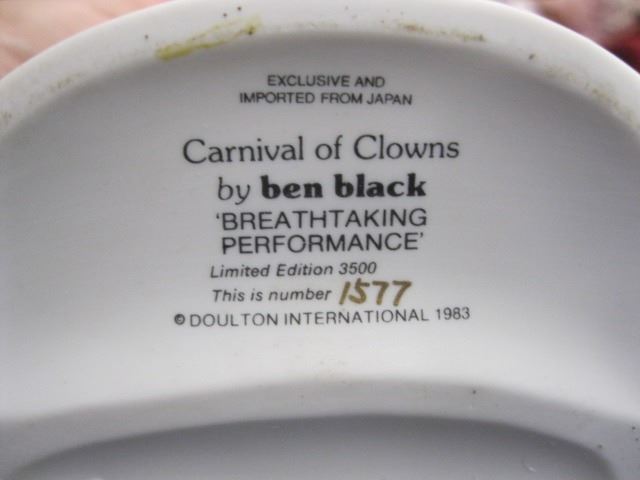 EXCLUSIVE AND
IMPORTED FROM JAPAN
Carnival of Clowns
by ben black
'BREATHTAKING
PERFORMANCE'
Limited Edition 3500
This is number 1577
© DOULTON INTERNATIONAL 1983